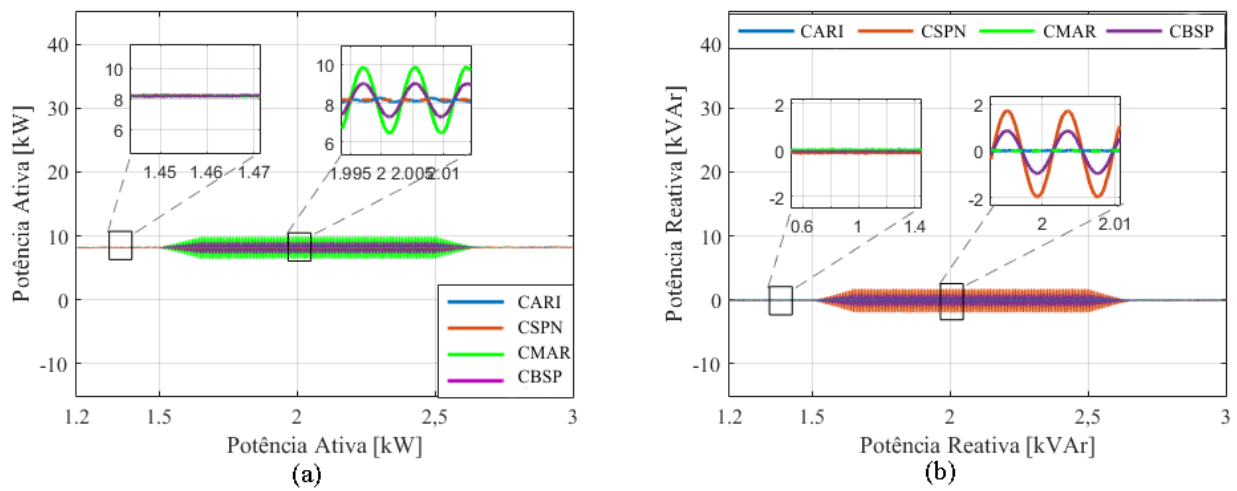 40
30
20
10
0
-10
Potência Ativa [kW]
10
8
6
1.45 1.46 1.47
10
8
6
1.995 2 2.005 2.01
CARI
CSPN
CMAR
CBSP
1.2 1.5 2 2,5 3
Potência Ativa [kW]
(a)
40
30
20
10
0
-10
Potência Reativa [kVAr]
CARI CSPN CMAR CBSP
2
0
-2
0.6 1 1.4
2
0
-2
2 2.01
1.2 1.5 2 2,5 3
Potência Reativa [kVAr]
(b)